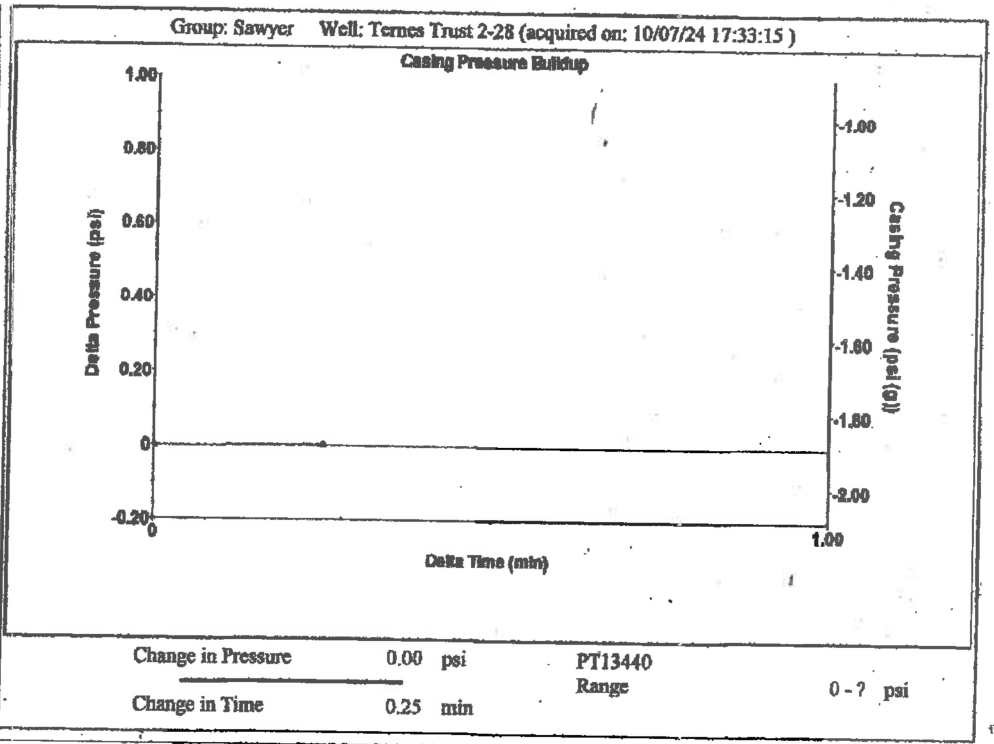 Group: Sawyer Well: Ternes Trust 2-28 (acquired on: 10/07/24 17:33:15 )
Casing Pressure Buildup
1.00
0.80
0.60
0.40
0.20
0
-0.20
Delta Pressure (psi)
-1.00
-1.20
-1.40
-1.60
-1.80
-2.00
Casing Pressure (psi (g))
0
1.00
Delta Time (min)
Change in Pressure 0.00 psi PT13440
Range 0 - ? psi
Change in Time 0.25 min